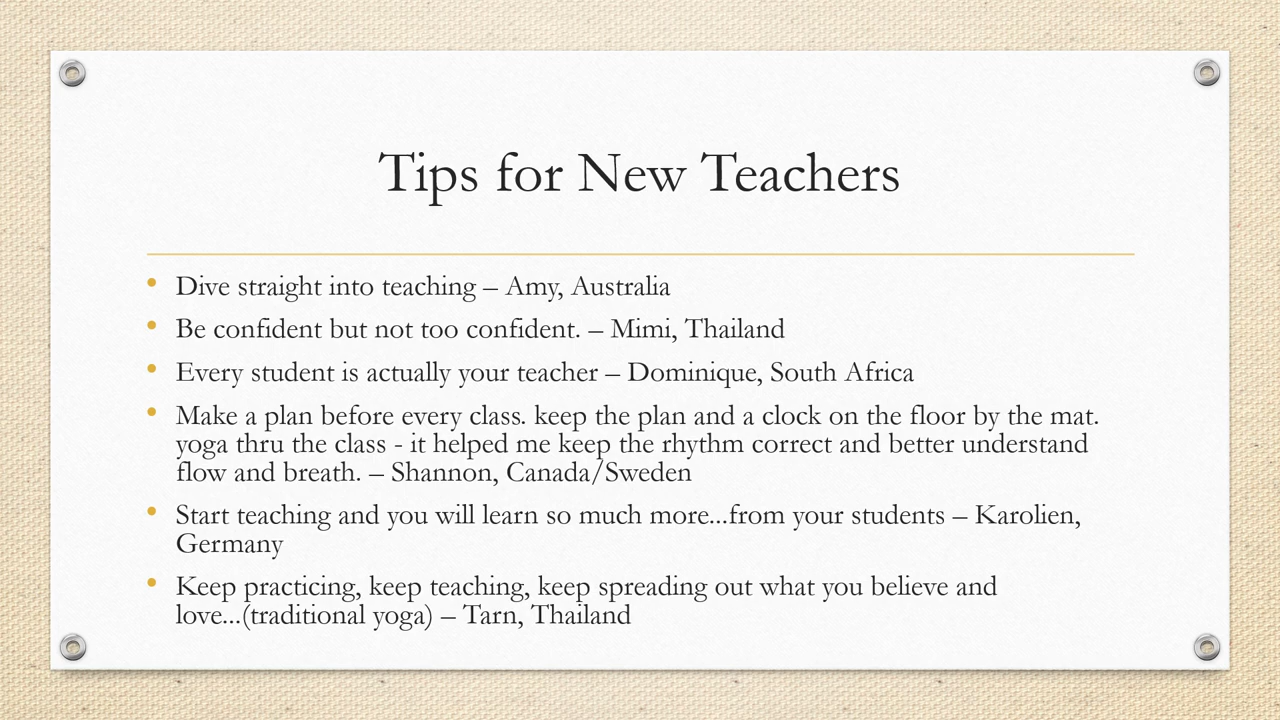 Tips for New Teachers
• Dive straight into teaching – Amy, Australia
• Be confident but not too confident. – Mimi, Thailand
• Every student is actually your teacher – Dominique, South Africa
• Make a plan before every class. keep the plan and a clock on the floor by the mat.
yoga thru the class - it helped me keep the rhythm correct and better understand
flow and breath. – Shannon, Canada/Sweden
• Start teaching and you will learn so much more...from your students – Karolien,
Germany
• Keep practicing, keep teaching, keep spreading out what you believe and
love...(traditional yoga) – Tarn, Thailand